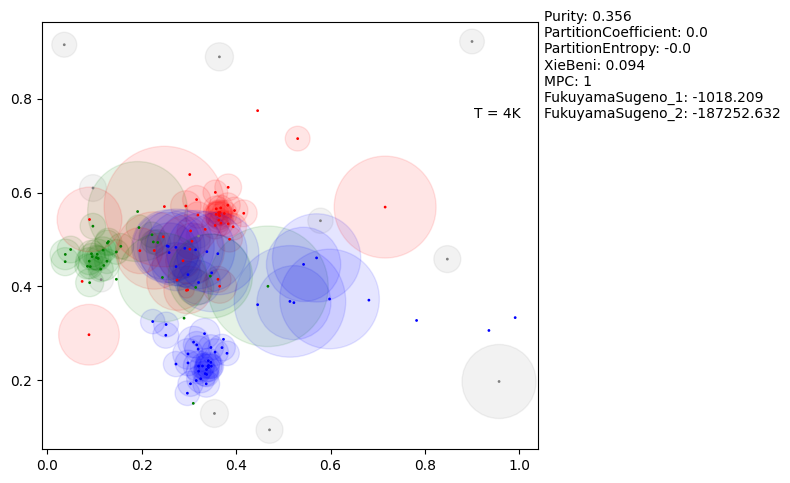 Purity: 0.356
PartitionCoefficient: 0.0
PartitionEntropy: -0.0
XieBeni: 0.094
MPC: 1
FukuyamaSugeno_1: -1018.209
FukuyamaSugeno_2: -187252.632
T = 4K
0.8
0.6
0.4
0.2
0.0 0.2 0.4 0.6 0.8 1.0